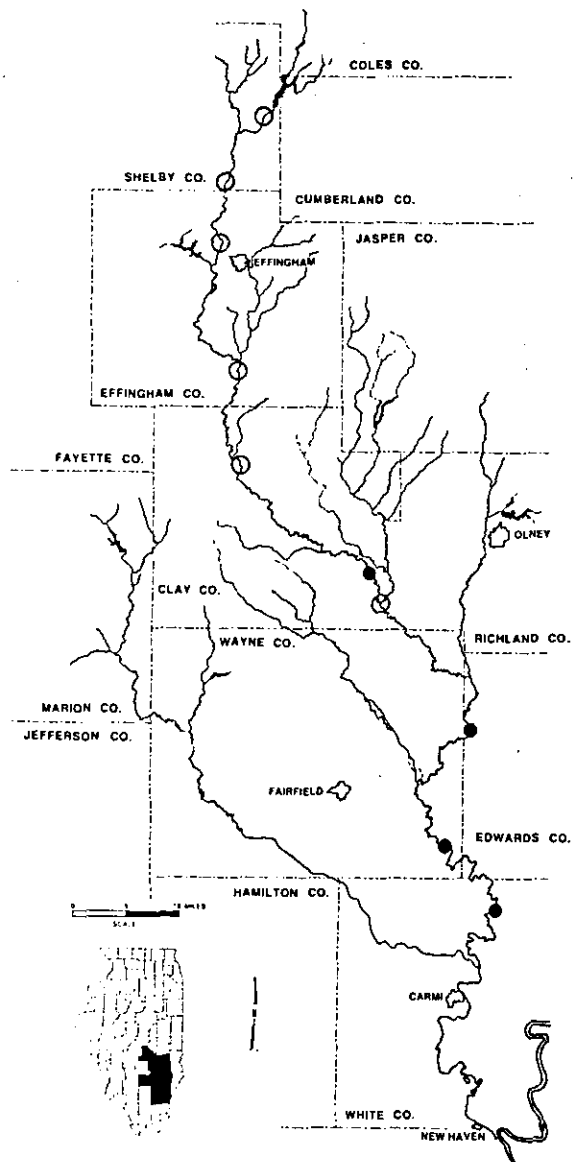 COLES CO.
SHELBY CO.
CUMBERLAND CO.
JASPER CO.
EFFINGHAM
EFFINGHAM CO.
FAYETTE CO.
OLNEY
CLAY CO.
WAYNE CO.
RICHLAND CO.
MARION CO.
JEFFERSON CO.
FAIRFIELD
EDWARDS CO.
HAMILTON CO.
SCALE
CARMI
WHITE CO.
NEW HAVEN